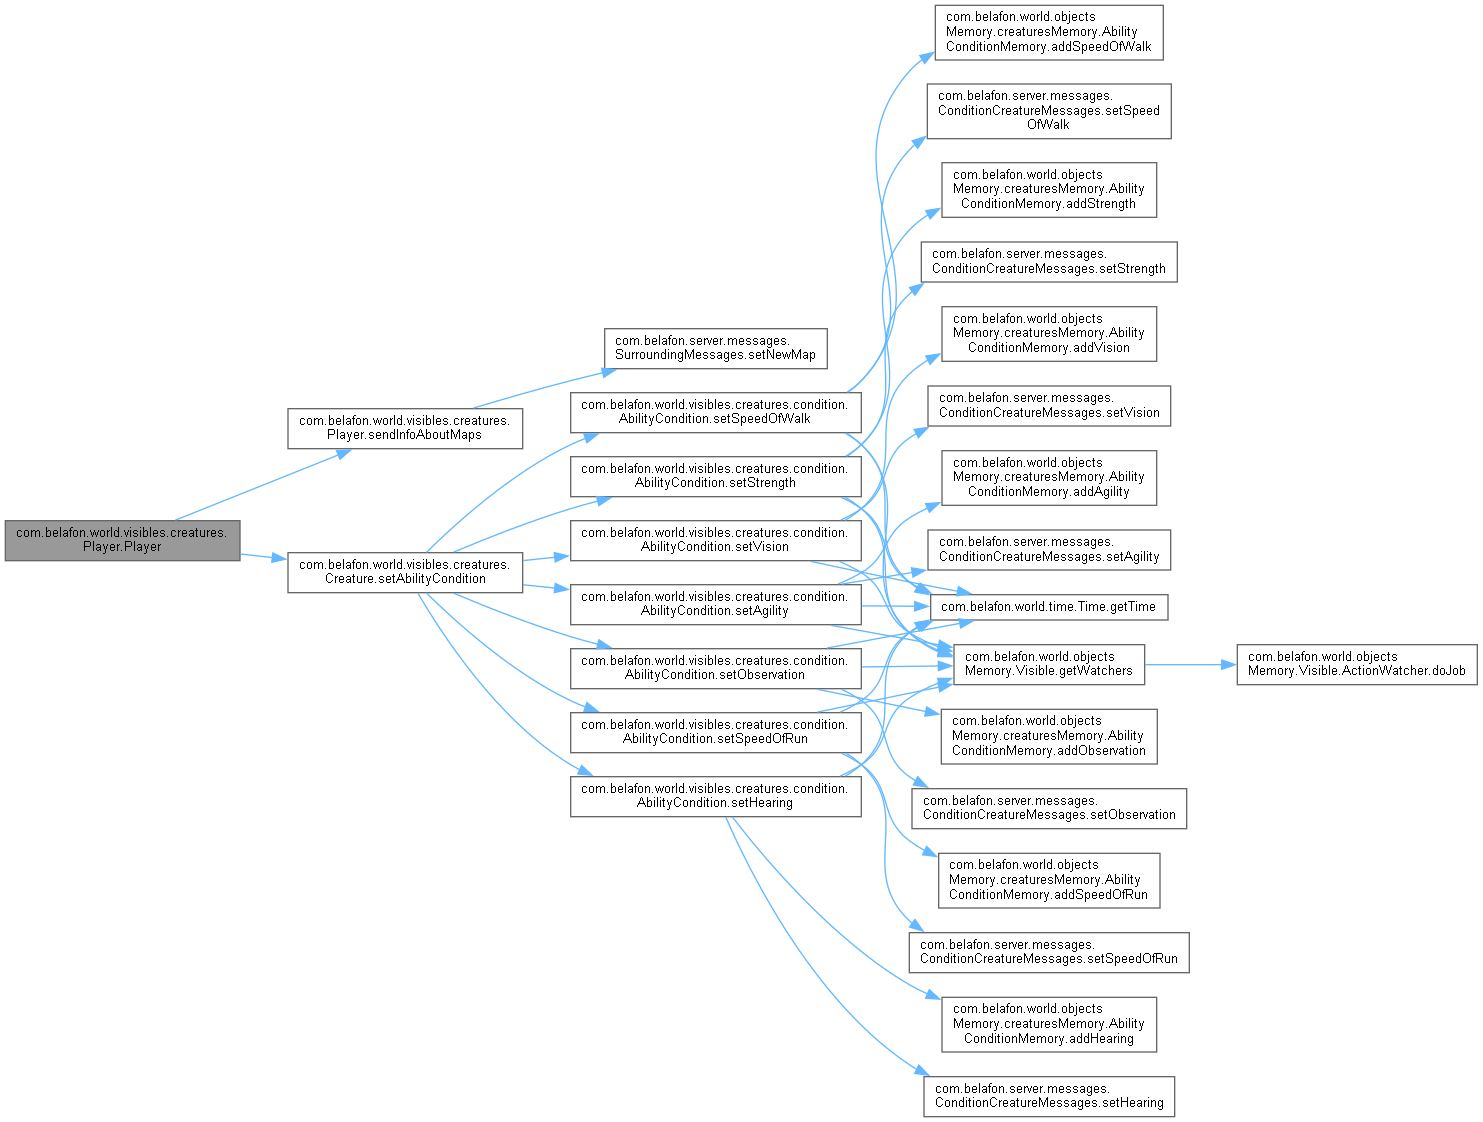 com.belafon.world.visibles.creatures.
Player.Player
com.belafon.world.visibles.creatures.
Player.sendInfoAboutMaps
com.belafon.world.visibles.creatures.
Creature.setAbilityCondition
com.belafon.server.messages.
SurroundingMessages.setNewMap
com.belafon.world.visibles.creatures.condition.
AbilityCondition.setSpeedOfWalk
com.belafon.world.visibles.creatures.condition.
AbilityCondition.setStrength
com.belafon.world.visibles.creatures.condition.
AbilityCondition.setVision
com.belafon.world.visibles.creatures.condition.
AbilityCondition.setAgility
com.belafon.world.visibles.creatures.condition.
AbilityCondition.setObservation
com.belafon.world.visibles.creatures.condition.
AbilityCondition.setSpeedOfRun
com.belafon.world.visibles.creatures.condition.
AbilityCondition.setHearing
com.belafon.world.objects
Memory.creaturesMemory.Ability
ConditionMemory.addSpeedOfWalk
com.belafon.server.messages.
ConditionCreatureMessages.setSpeed
OfWalk
com.belafon.world.objects
Memory.creaturesMemory.Ability
ConditionMemory.addStrength
com.belafon.server.messages.
ConditionCreatureMessages.setStrength
com.belafon.world.objects
Memory.creaturesMemory.Ability
ConditionMemory.addVision
com.belafon.server.messages.
ConditionCreatureMessages.setVision
com.belafon.world.objects
Memory.creaturesMemory.Ability
ConditionMemory.addAgility
com.belafon.server.messages.
ConditionCreatureMessages.setAgility
com.belafon.world.time.Time.getTime
com.belafon.world.objects
Memory.Visible.getWatchers
com.belafon.world.objects
Memory.creaturesMemory.Ability
ConditionMemory.addObservation
com.belafon.server.messages.
ConditionCreatureMessages.setObservation
com.belafon.world.objects
Memory.creaturesMemory.Ability
ConditionMemory.addSpeedOfRun
com.belafon.server.messages.
ConditionCreatureMessages.setSpeedOfRun
com.belafon.world.objects
Memory.creaturesMemory.Ability
ConditionMemory.addHearing
com.belafon.server.messages.
ConditionCreatureMessages.setHearing
com.belafon.world.objects
Memory.Visible.ActionWatcher.doJob